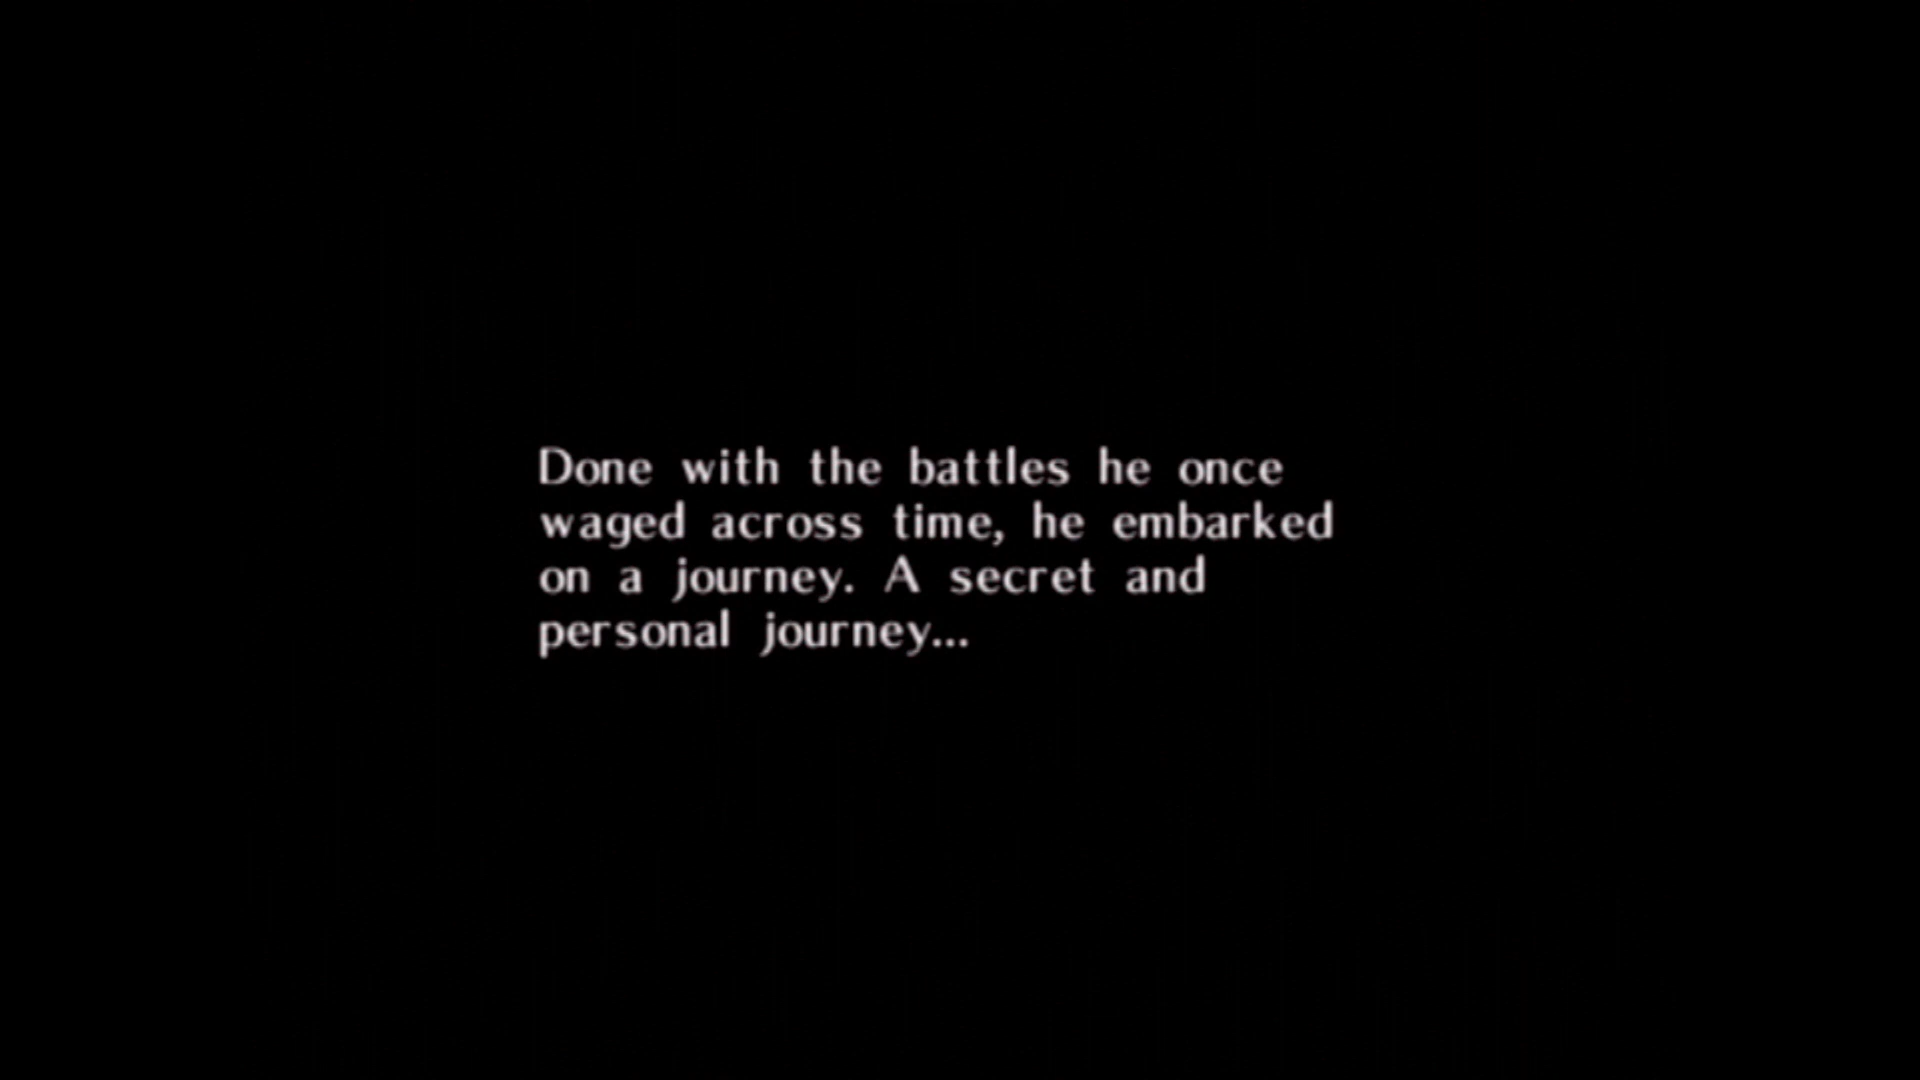 Done with the battles he once
waged across time, he embarked
on a journey. A secret and
personal journey...